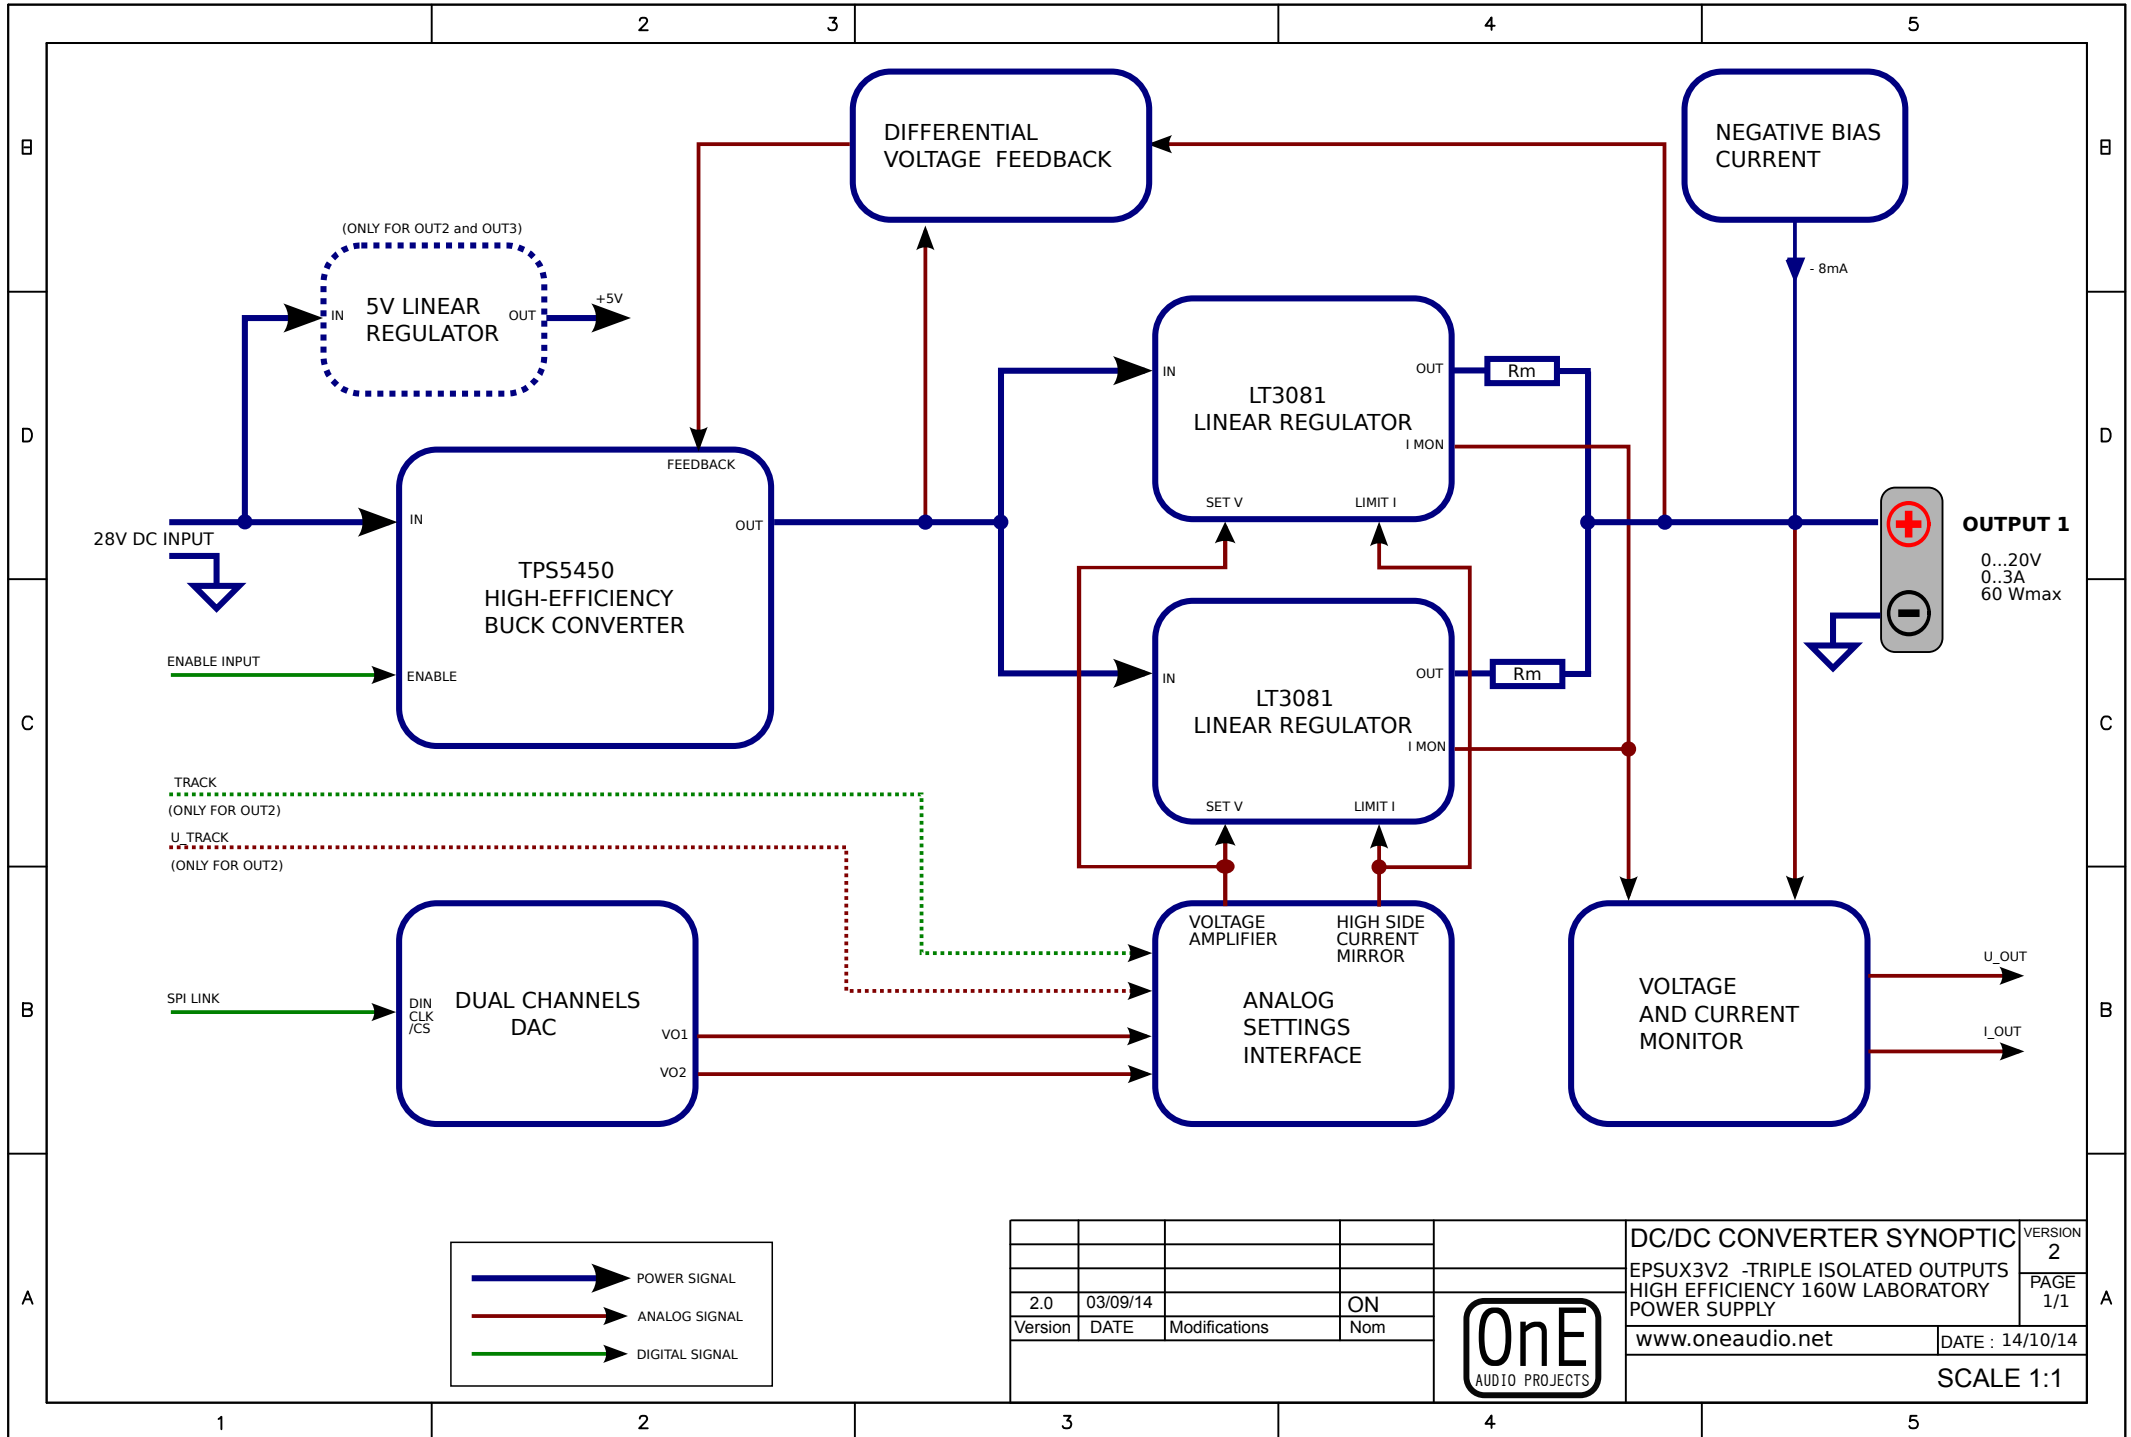 2
3
4
5
B
B
DIFFERENTIAL
VOLTAGE FEEDBACK
NEGATIVE BIAS
CURRENT
- 8mA
(ONLY FOR OUT2 and OUT3)
IN
5V LINEAR
REGULATOR
OUT
+5V
D
D
IN
LT3081
LINEAR REGULATOR
OUT
I MON
SET V
LIMIT I
Rm
FEEDBACK
IN
OUT
28V DC INPUT
TPS5450
HIGH-EFFICIENCY
BUCK CONVERTER
ENABLE INPUT
ENABLE
OUTPUT 1
0...20V
0..3A
60 Wmax
C
C
IN
LT3081
LINEAR REGULATOR
OUT
I MON
SET V
LIMIT I
Rm
TRACK
(ONLY FOR OUT2)
U_TRACK
(ONLY FOR OUT2)
B
B
SPI LINK
DIN
CLK
/CS
DUAL CHANNELS
DAC
VO1
VO2
VOLTAGE
AMPLIFIER
HIGH SIDE
CURRENT
MIRROR
ANALOG
SETTINGS
INTERFACE
VOLTAGE
AND CURRENT
MONITOR
U_OUT
I_OUT
A
A
POWER SIGNAL
ANALOG SIGNAL
DIGITAL SIGNAL
2.0 03/09/14 ON
Version DATE Modifications Nom
OnE
AUDIO PROJECTS
DC/DC CONVERTER SYNOPTIC
EPSUX3V2 -TRIPLE ISOLATED OUTPUTS
HIGH EFFICIENCY 160W LABORATORY
POWER SUPPLY
VERSION
2
PAGE
1/1
www.oneaudio.net
DATE : 14/10/14
SCALE 1:1
1
2
3
4
5